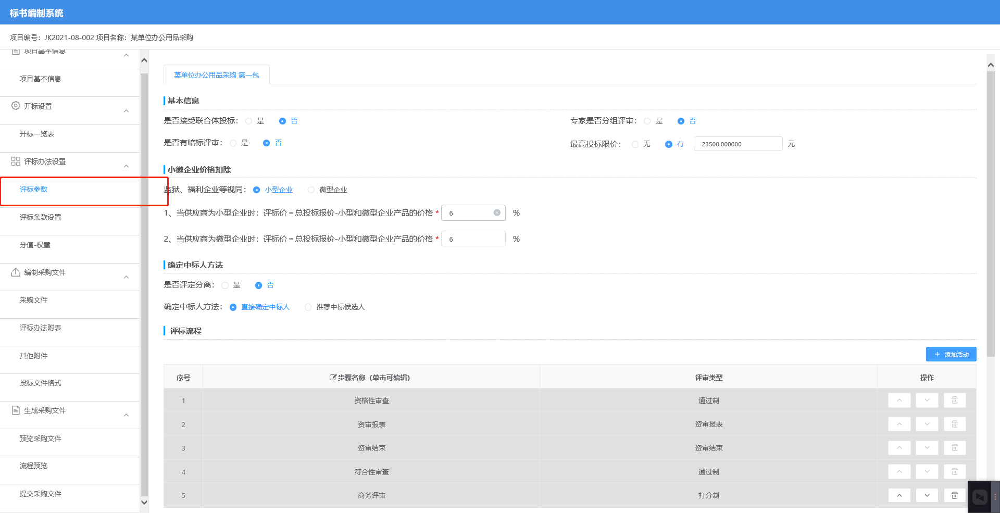 标书编制系统
项目编号：JK2021-08-002 项目名称：某单位办公用品采购
项目基本信息
项目基本信息
开标设置
开标一览表
评标办法设置
评标参数
评标条款设置
分值-权重
编制采购文件
采购文件
评标办法附表
其他附件
投标文件格式
生成采购文件
预览采购文件
流程预览
提交采购文件
某单位办公用品采购 第一包
基本信息
是否接受联合体投标： 是 否 专家是否分组评审： 是 否
是否有暗标评审： 是 否 最高投标限价： 无 有 23500.000000 元
小微企业价格扣除
监狱、福利企业等视同： 小型企业 微型企业
1、当供应商为小型企业时：评标价＝总投标报价-小型和微型企业产品的价格 * 6 %
2、当供应商为微型企业时：评标价＝总投标报价-小型和微型企业产品的价格 * 6 %
确定中标人方法
是否评定分离： 是 否
确定中标人方法： 直接确定中标人 推荐中标候选人
评标流程
+ 添加活动
序号 步骤名称（单击可编辑） 评审类型 操作
1 资格性审查 通过制
2 资审报表 资审报表
3 资审结束 资审结束
4 符合性审查 通过制
5 商务评审 打分制